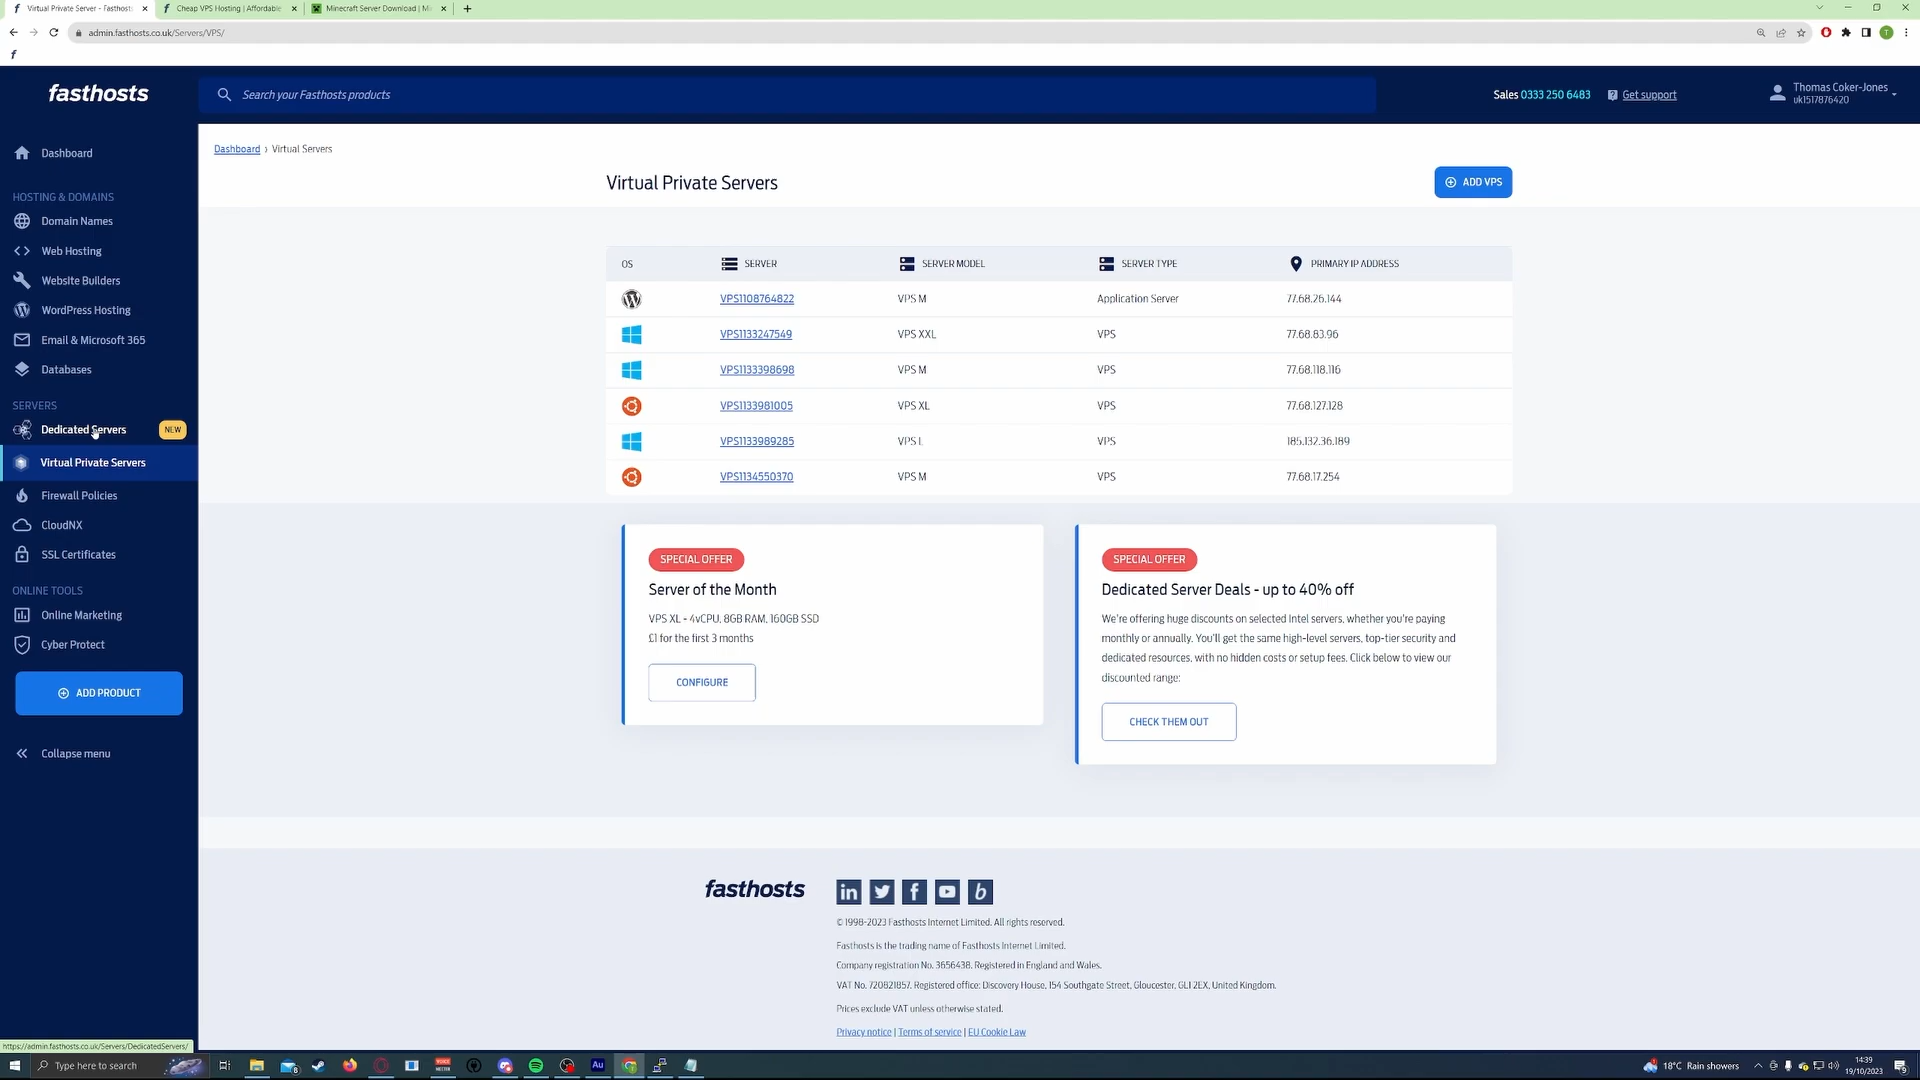 Virtual Private Server - Fasthosts
Cheap VPS Hosting | Affordable
Minecraft Server Download | Mi
admin.fasthosts.co.uk/Servers/VPS/
T
f
fasthosts
Search your Fasthosts products
Sales 0333 250 6483
Get support
Thomas Coker-Jones
uk1517876420
Dashboard
HOSTING & DOMAINS
Domain Names
Web Hosting
Website Builders
WordPress Hosting
Email & Microsoft 365
Databases
SERVERS
Dedicated Servers
NEW
Virtual Private Servers
Firewall Policies
CloudNX
SSL Certificates
ONLINE TOOLS
Online Marketing
Cyber Protect
ADD PRODUCT
Collapse menu
Dashboard › Virtual Servers
Virtual Private Servers
ADD VPS
OS SERVER SERVER MODEL SERVER TYPE PRIMARY IP ADDRESS
VPS1108764822 VPS M Application Server 77.68.26.144
VPS1133247549 VPS XXL VPS 77.68.83.96
VPS1133398698 VPS M VPS 77.68.118.116
VPS1133981005 VPS XL VPS 77.68.127.128
VPS1133989285 VPS L VPS 185.132.36.189
VPS1134550370 VPS M VPS 77.68.17.254
SPECIAL OFFER
Server of the Month
VPS XL - 4vCPU, 8GB RAM, 160GB SSD
£1 for the first 3 months
CONFIGURE
SPECIAL OFFER
Dedicated Server Deals - up to 40% off
We're offering huge discounts on selected Intel servers, whether you're paying
monthly or annually. You'll get the same high-level servers, top-tier security and
dedicated resources, with no hidden costs or setup fees. Click below to view our
discounted range:
CHECK THEM OUT
fasthosts
in f b
© 1998-2023 Fasthosts Internet Limited. All rights reserved.
Fasthosts is the trading name of Fasthosts Internet Limited.
Company registration No. 3656438. Registered in England and Wales.
VAT No. 720821857. Registered office: Discovery House, 154 Southgate Street, Gloucester, GL1 2EX, United Kingdom.
Prices exclude VAT unless otherwise stated.
Privacy notice | Terms of service | EU Cookie Law
https://admin.fasthosts.co.uk/Servers/DedicatedServers/
Type here to search
Au
18°C Rain showers
14:39
19/10/2023